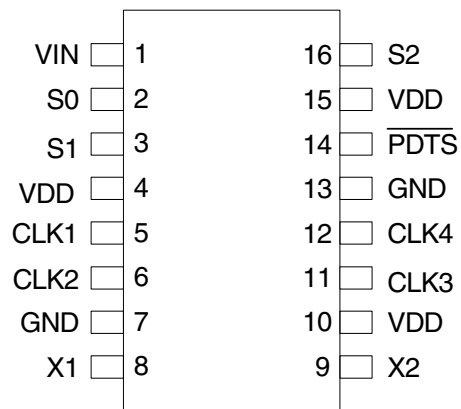 VIN 1 16 S2
S0 2 15 VDD
S1 3 14 PDTS
VDD 4 13 GND
CLK1 5 12 CLK4
CLK2 6 11 CLK3
GND 7 10 VDD
X1 8 9 X2